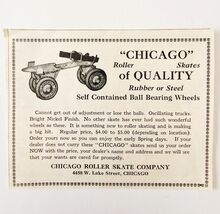 "CHICAGO"
Roller Skates
of QUALITY
Rubber or Steel
Self Contained Ball Bearing Wheels
Cannot get out of adjustment or lose the balls. Oscillating trucks.
Bright Nickel Finish. No other skate has ever had such wonderful
wheels as these. It is something new to roller skating and is making
a big hit. Regular price, $4.00 to $5.00 (depending on location).
Order yours now so you can enjoy the early Spring days. If your
dealer does not carry these "CHICAGO" skates send us your order
NOW with the price, your dealer's name and address and we will see
that your wants are cared for promptly.
CHICAGO ROLLER SKATE COMPANY
4458 W. Lake Street, CHICAGO